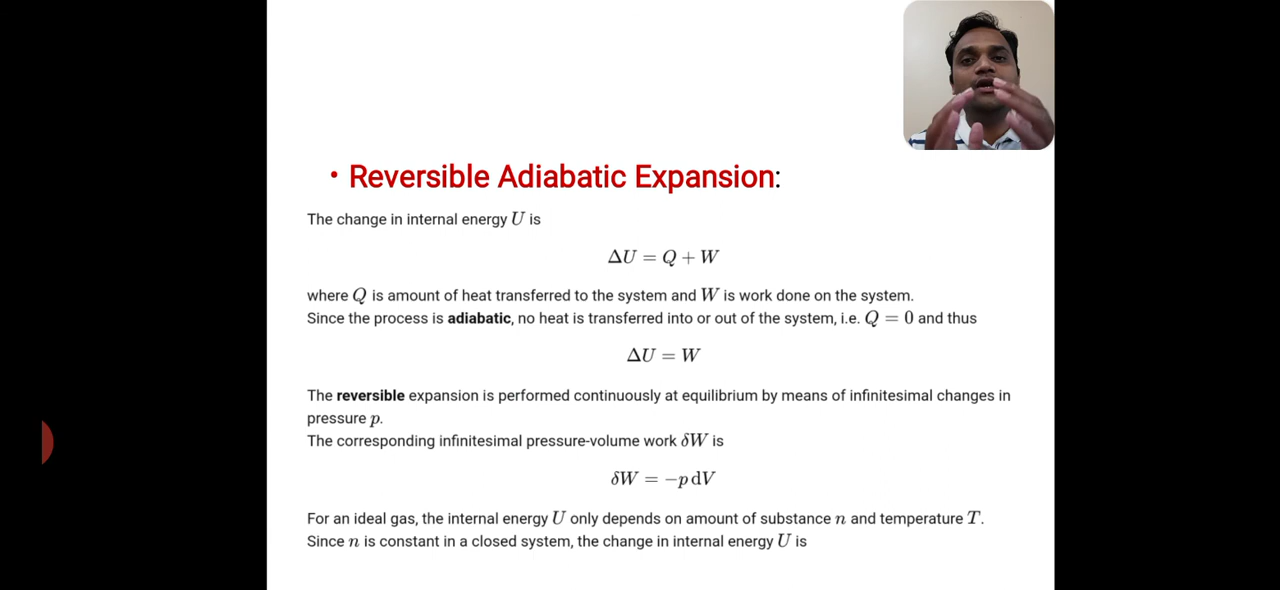 • Reversible Adiabatic Expansion:
The change in internal energy U is
ΔU = Q + W
where Q is amount of heat transferred to the system and W is work done on the system.
Since the process is adiabatic, no heat is transferred into or out of the system, i.e. Q = 0 and thus
ΔU = W
The reversible expansion is performed continuously at equilibrium by means of infinitesimal changes in
pressure p.
The corresponding infinitesimal pressure-volume work δW is
δW = −p dV
For an ideal gas, the internal energy U only depends on amount of substance n and temperature T.
Since n is constant in a closed system, the change in internal energy U is